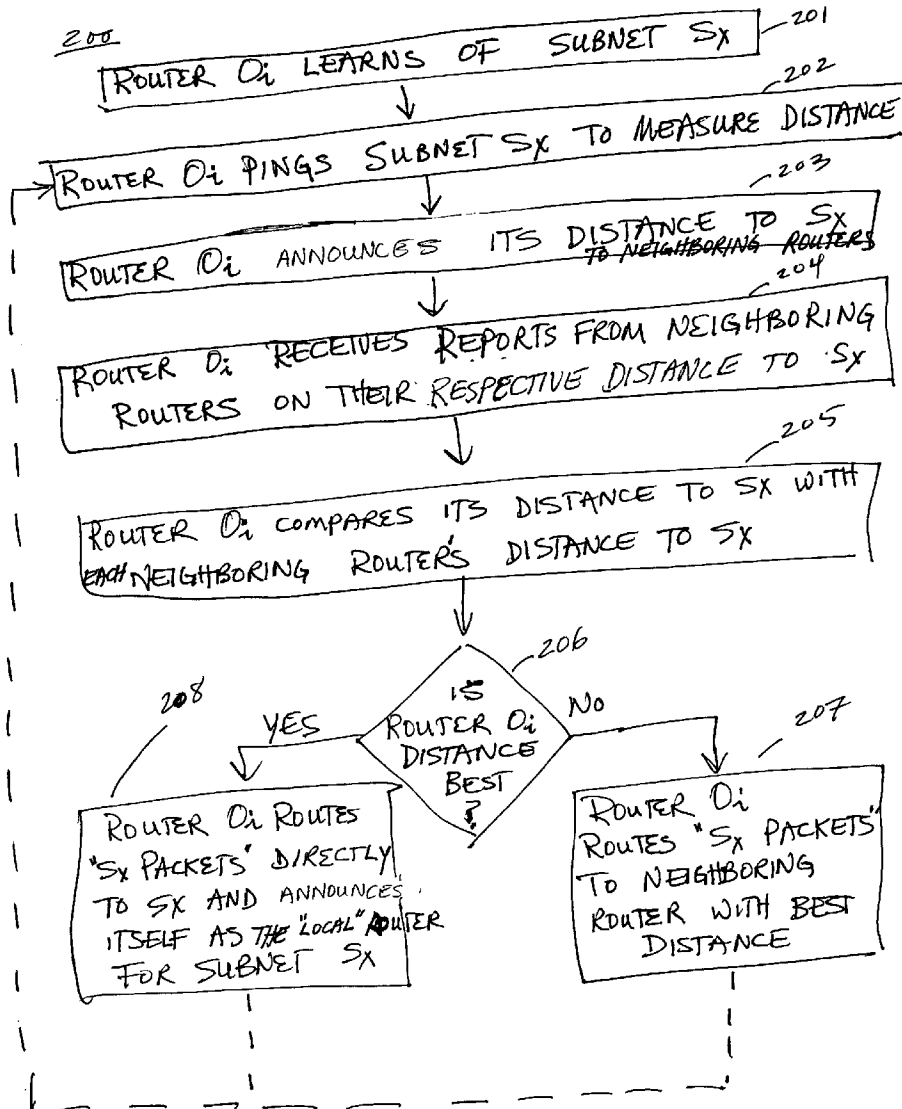 200
ROUTER Oi LEARNS OF SUBNET Sx
201
202
ROUTER Oi PINGS SUBNET Sx TO MEASURE DISTANCE
203
ROUTER Oi ANNOUNCES ITS DISTANCE TO Sx
TO NEIGHBORING ROUTERS
204
ROUTER Oi RECEIVES REPORTS FROM NEIGHBORING
ROUTERS ON THEIR RESPECTIVE DISTANCE TO Sx
205
ROUTER Oi COMPARES ITS DISTANCE TO SX WITH
EACH NEIGHBORING ROUTER'S DISTANCE TO SX
206
IS
ROUTER Oi
DISTANCE
BEST
?
YES
NO
208
ROUTER Oi ROUTES
"Sx PACKETS" DIRECTLY
TO SX AND ANNOUNCES
ITSELF AS THE "LOCAL" ROUTER
FOR SUBNET Sx
207
ROUTER Oi
ROUTES "Sx PACKETS"
TO NEIGHBORING
ROUTER WITH BEST
DISTANCE